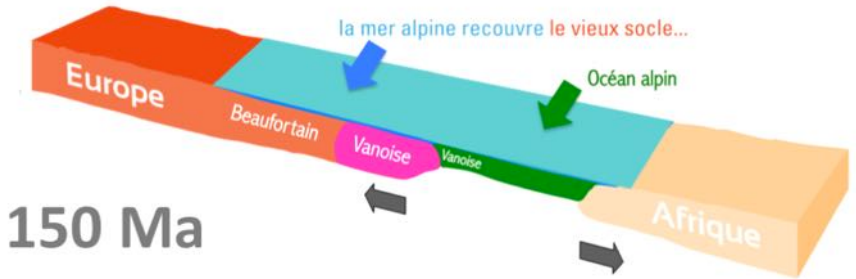 la mer alpine recouvre le vieux socle...
Océan alpin
Europe
Beaufortain
Vanoise
Vanoise
Afrique
150 Ma